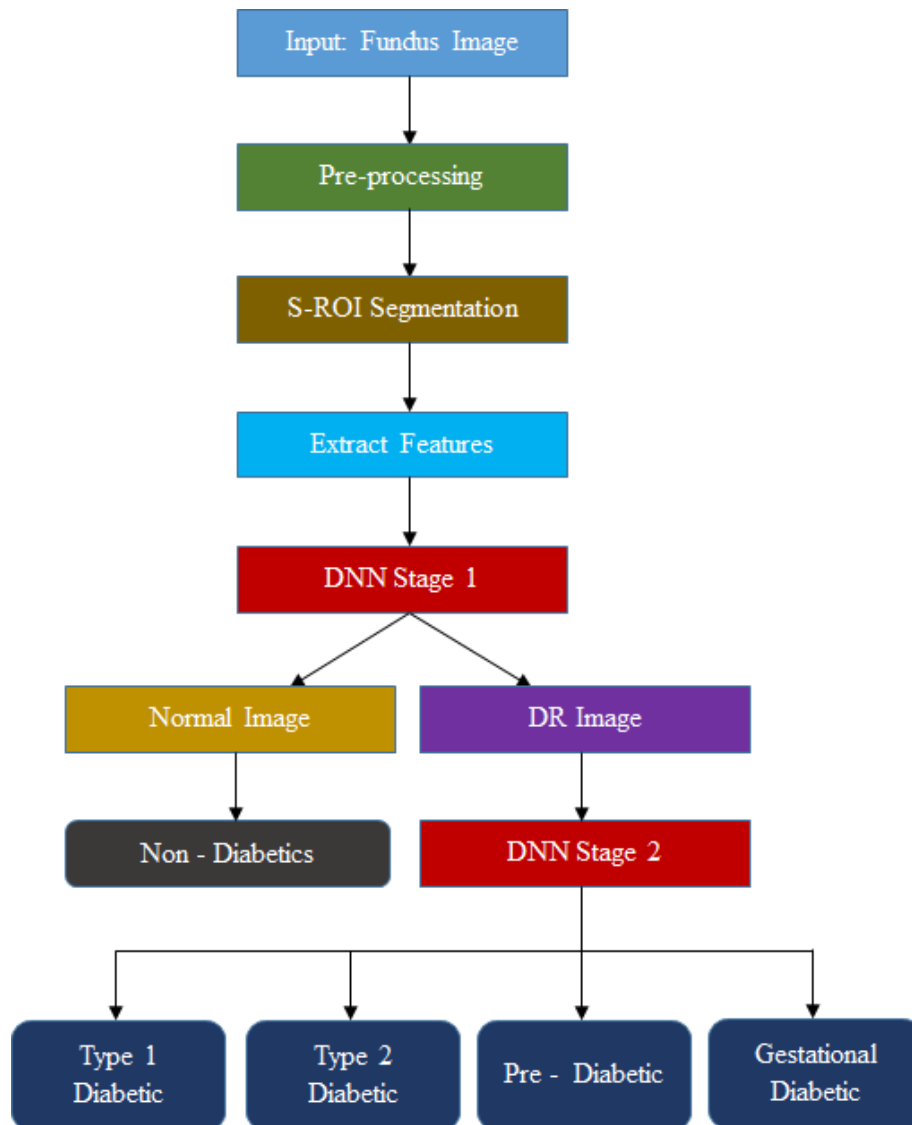 Input: Fundus Image
Pre-processing
S-ROI Segmentation
Extract Features
DNN Stage 1
Normal Image
DR Image
Non - Diabetics
DNN Stage 2
Type 1
Diabetic
Type 2
Diabetic
Pre - Diabetic
Gestational
Diabetic